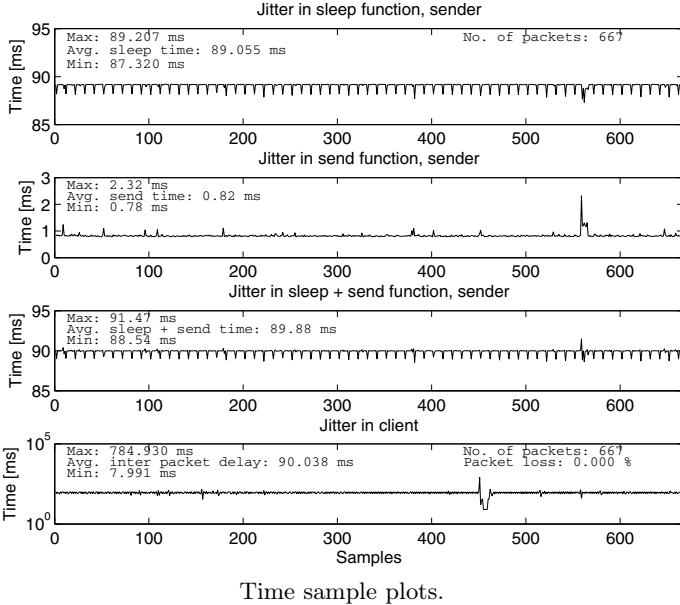 Jitter in sleep function, sender
Max: 89.207 ms
No. of packets: 667
Avg. sleep time: 89.055 ms
Min: 87.320 ms
Time [ms]
95
90
85
0 100 200 300 400 500 600
Jitter in send function, sender
Max: 2.32 ms
Avg. send time: 0.82 ms
Min: 0.78 ms
Time [ms]
3
2
1
0
0 100 200 300 400 500 600
Jitter in sleep + send function, sender
Max: 91.47 ms
Avg. sleep + send time: 89.88 ms
Min: 88.54 ms
Time [ms]
95
90
85
0 100 200 300 400 500 600
Jitter in client
Max: 784.930 ms
No. of packets: 667
Avg. inter packet delay: 90.038 ms
Packet loss: 0.000 %
Min: 7.991 ms
Time [ms]
10^5
10^0
0 100 200 300 400 500 600
Samples
Time sample plots.